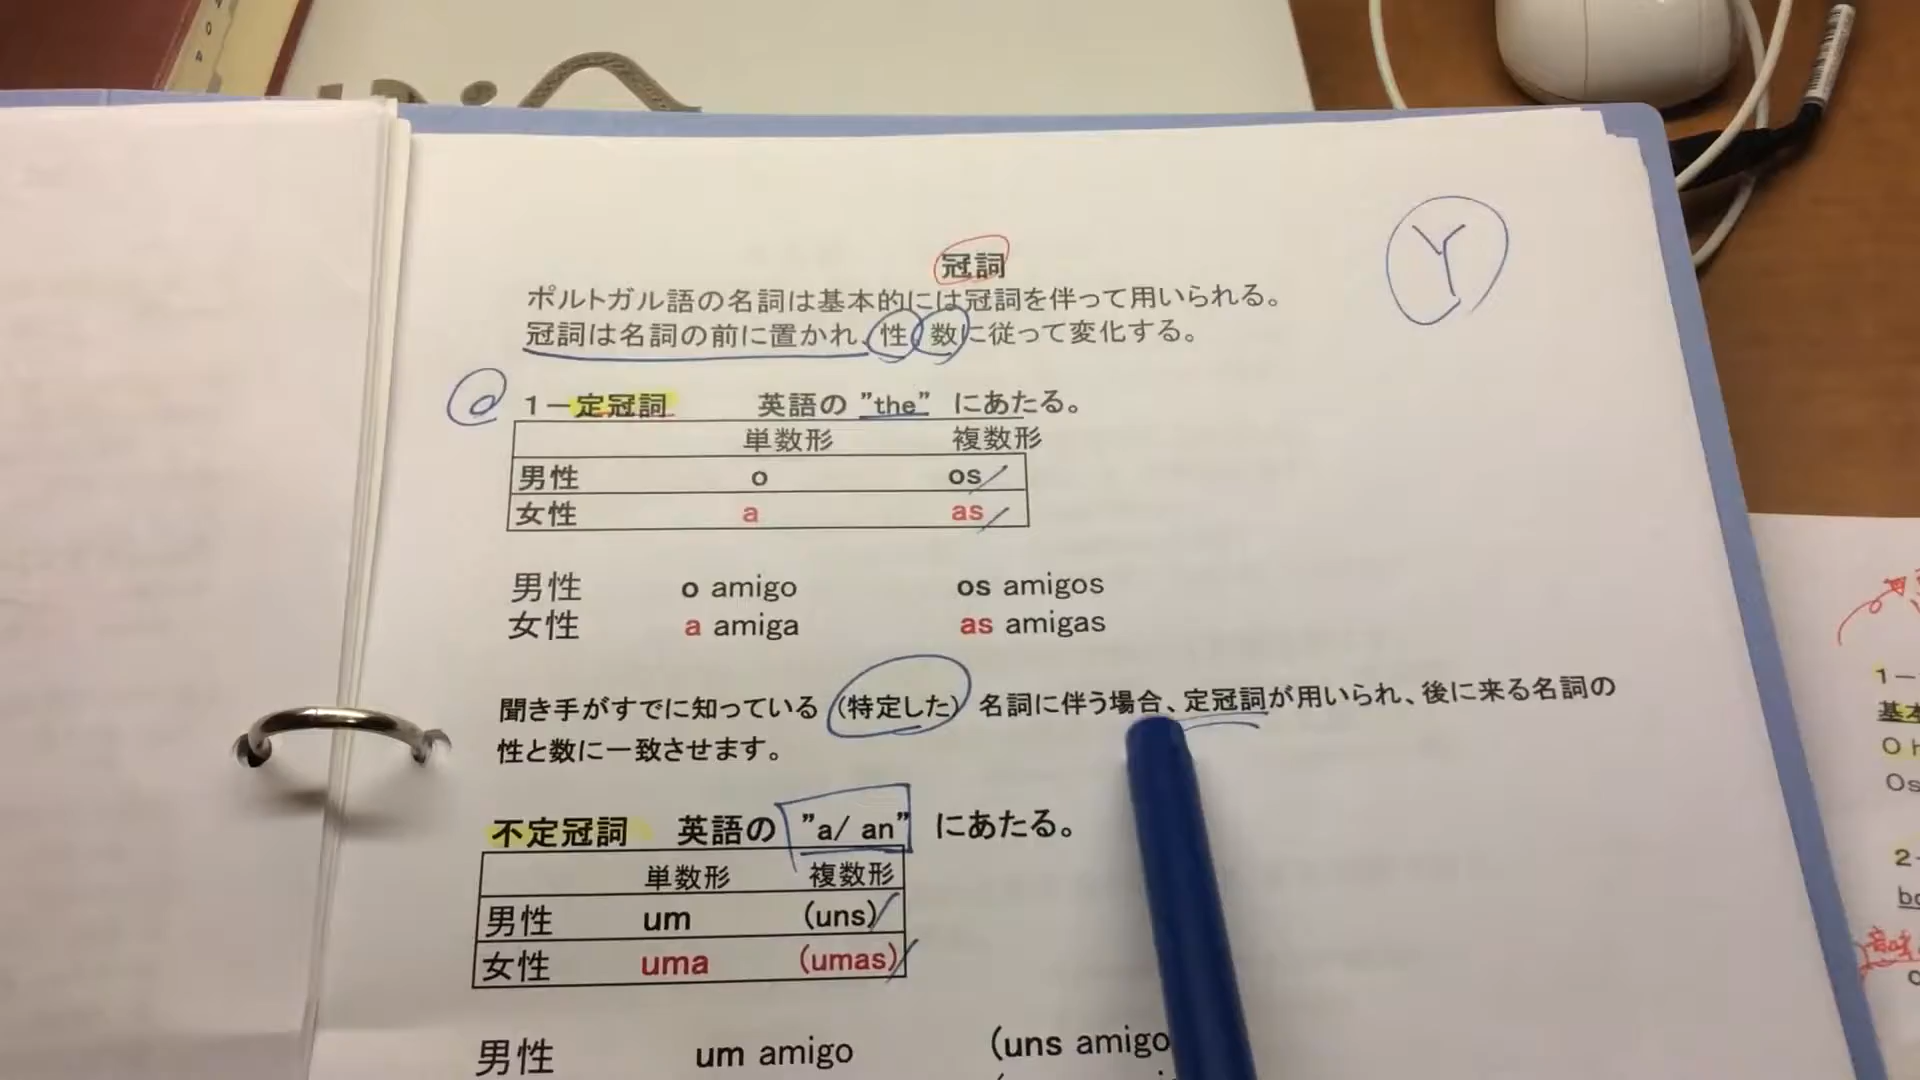 冠詞
Y
ポルトガル語の名詞は基本的には冠詞を伴って用いられる。
冠詞は名詞の前に置かれ、性、数に従って変化する。
1－定冠詞 英語の "the" にあたる。
単数形 複数形
男性 o os
女性 a as
男性 o amigo os amigos
女性 a amiga as amigas
聞き手がすでに知っている (特定した) 名詞に伴う場合、定冠詞が用いられ、後に来る名詞の
性と数に一致させます。
不定冠詞 英語の "a/ an" にあたる。
単数形 複数形
男性 um (uns)
女性 uma (umas)
男性 um amigo (uns amigo
1－
基本
O
Os
2-